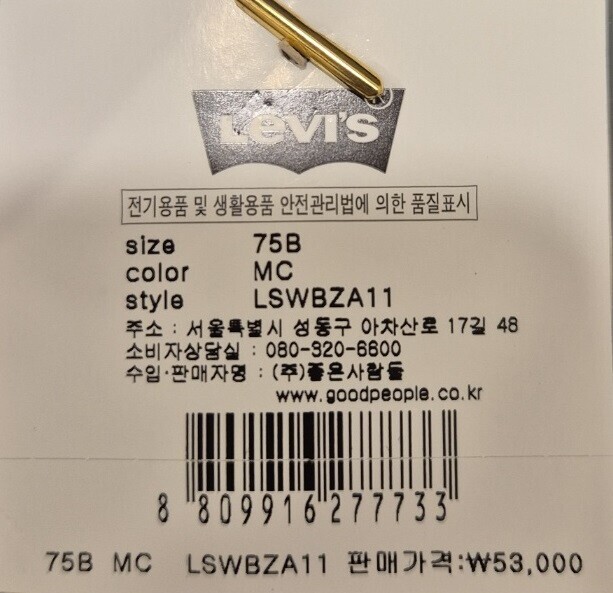 Levi's
전기용품 및 생활용품 안전관리법에 의한 품질표시
size 75B
color MC
style LSWBZA11
주소 : 서울특별시 성동구 아차산로 17길 48
소비자상담실 : 080-320-6600
수입·판매자명 : (주)좋은사람들
www.goodpeople.co.kr
8 809916 277733
75B MC LSWBZA11 판매가격:₩53,000